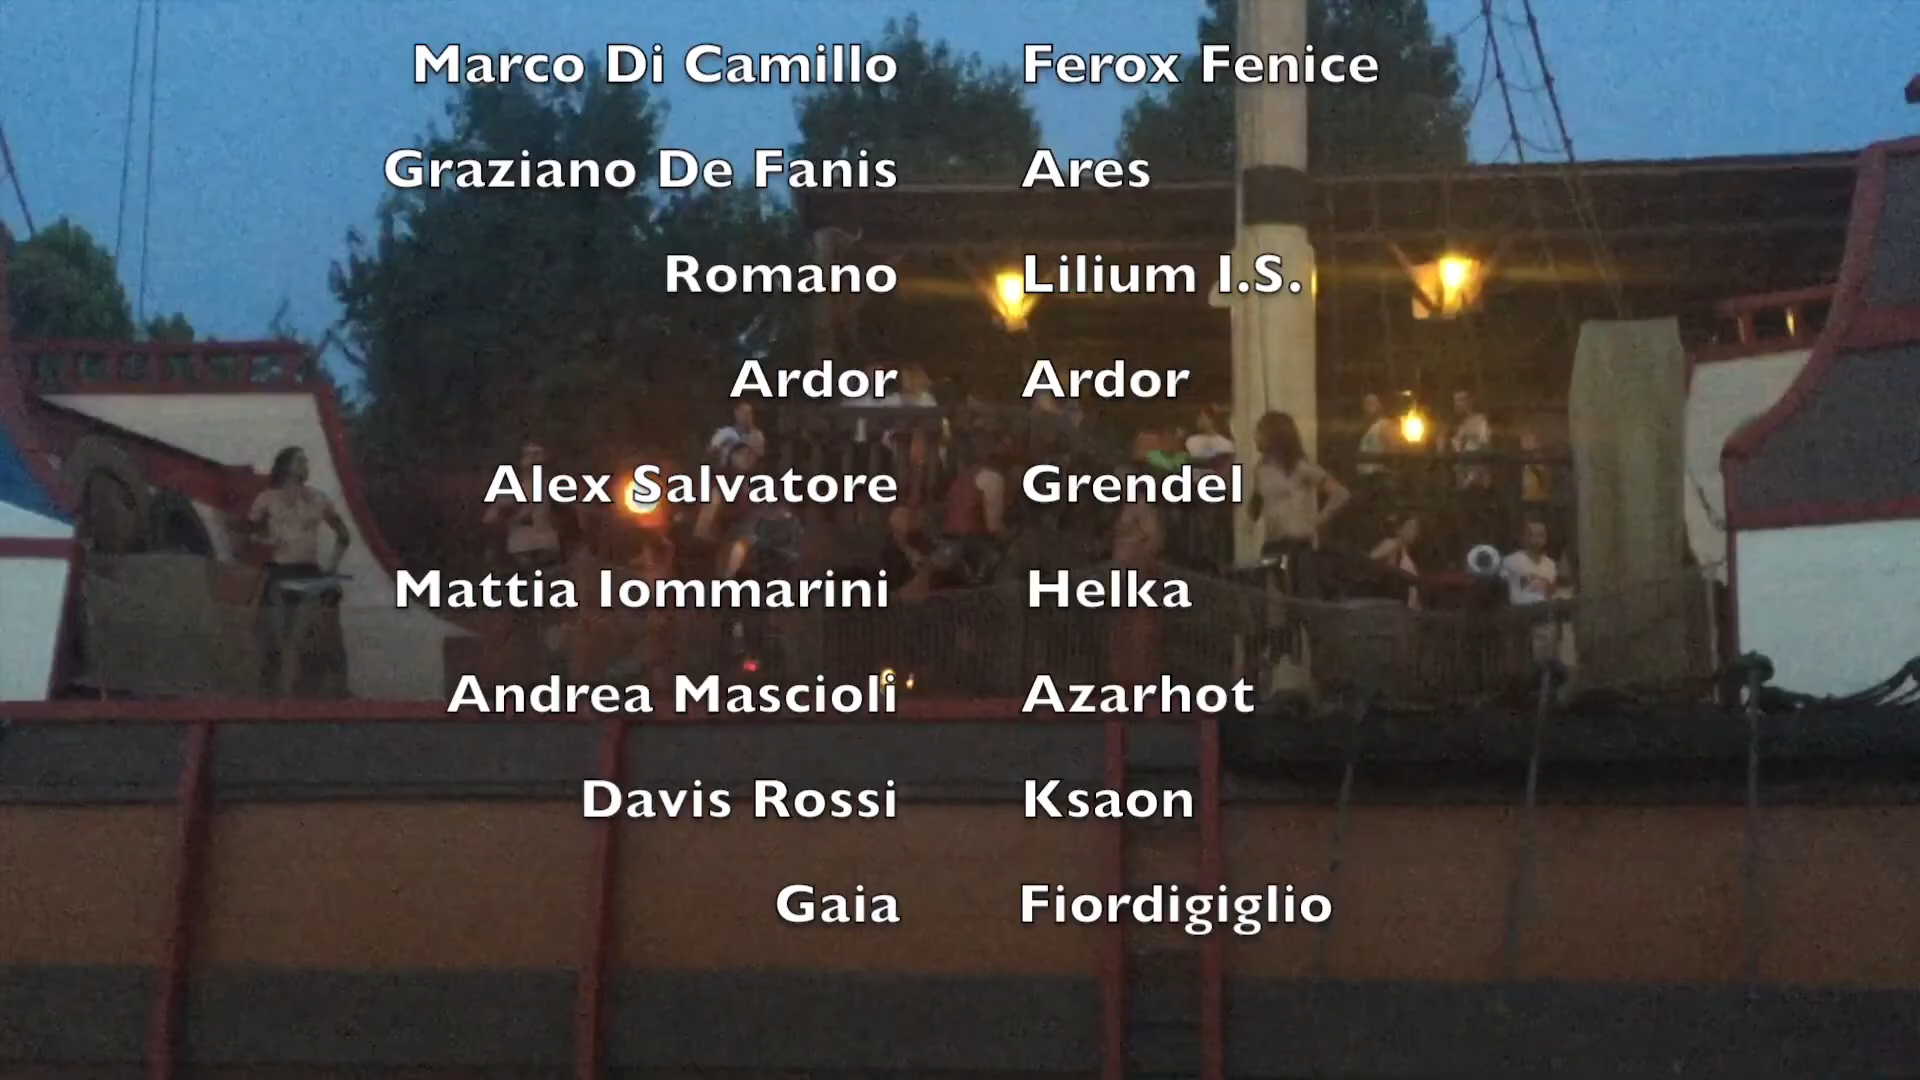 Marco Di Camillo Ferox Fenice
Graziano De Fanis Ares
Romano Lilium I.S.
Ardor Ardor
Alex Salvatore Grendel
Mattia Iommarini Helka
Andrea Mascioli Azarhot
Davis Rossi Ksaon
Gaia Fiordigiglio